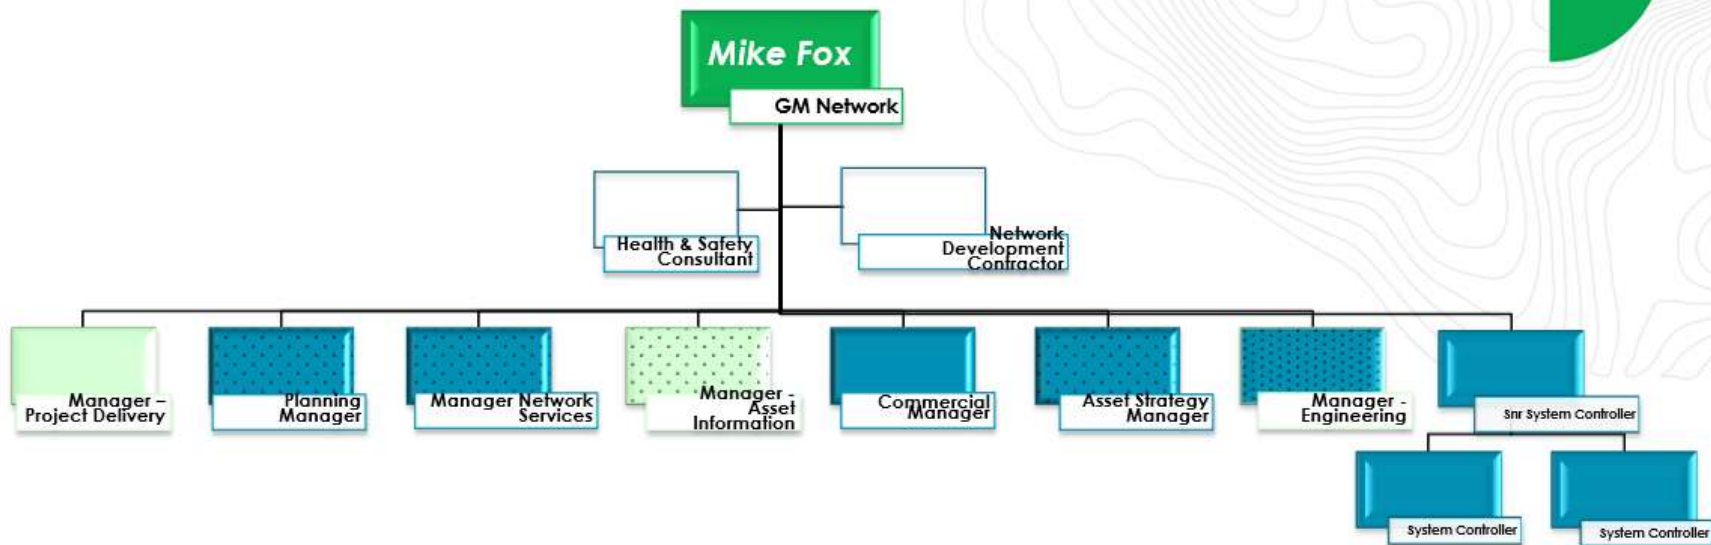 Mike Fox
GM Network
Health & Safety
Consultant
Network
Development
Contractor
Manager –
Project Delivery
Planning
Manager
Manager Network
Services
Manager -
Asset
Information
Commercial
Manager
Asset Strategy
Manager
Manager -
Engineering
Snr System Controller
System Controller
System Controller